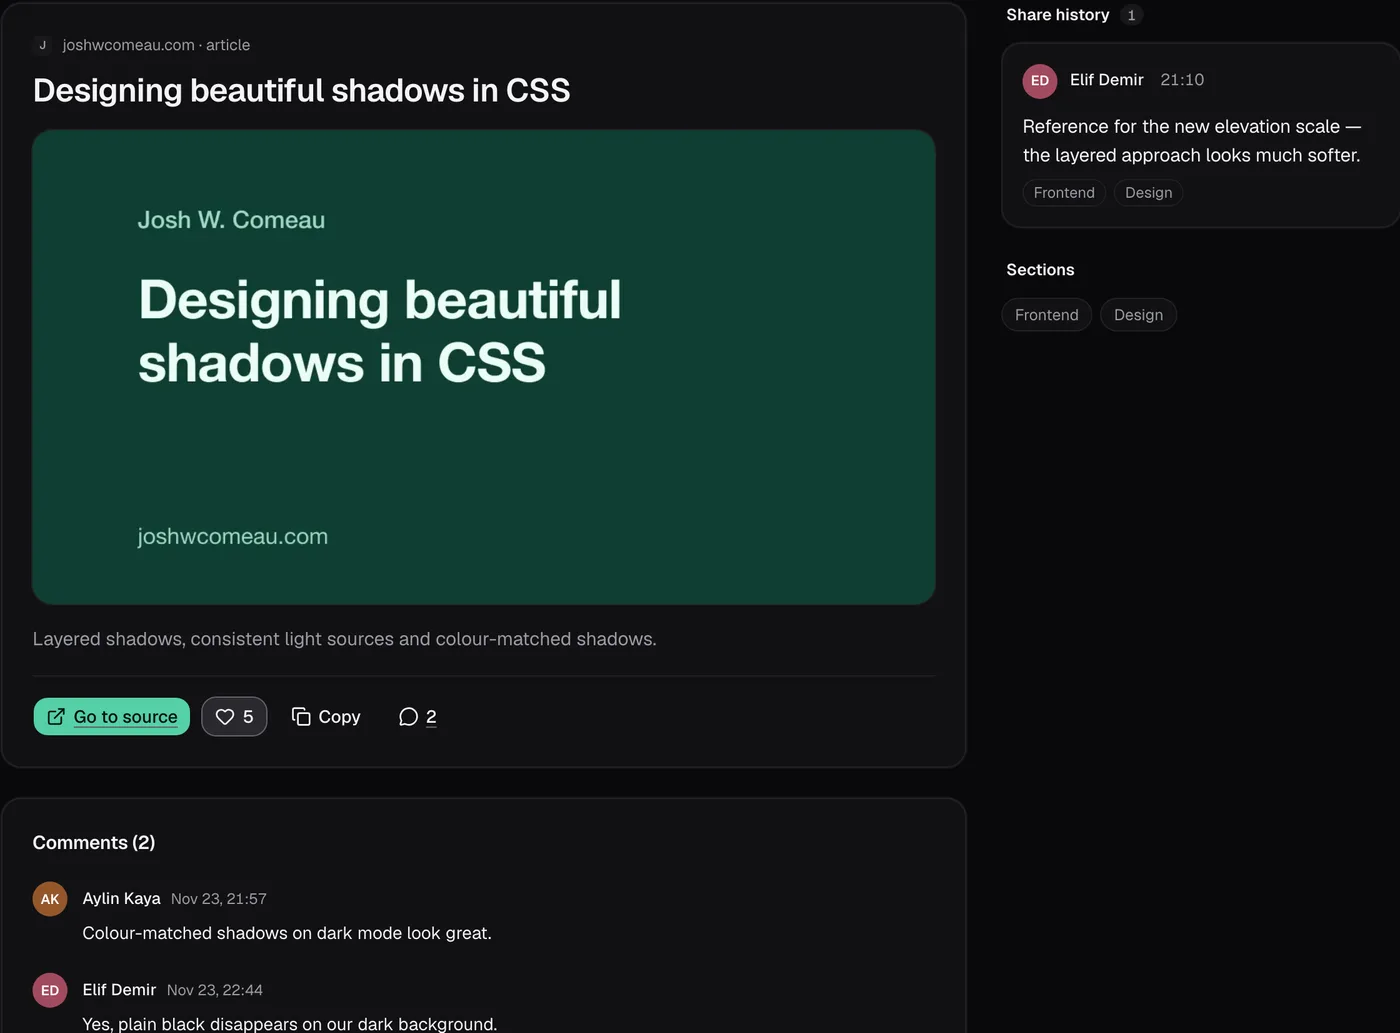 J joshwcomeau.com · article
Designing beautiful shadows in CSS
Josh W. Comeau
Designing beautiful
shadows in CSS
joshwcomeau.com
Layered shadows, consistent light sources and colour-matched shadows.
Go to source 5 Copy 2
Comments (2)
AK Aylin Kaya Nov 23, 21:57
Colour-matched shadows on dark mode look great.
ED Elif Demir Nov 23, 22:44
Yes, plain black disappears on our dark background.
Share history 1
ED Elif Demir 21:10
Reference for the new elevation scale —
the layered approach looks much softer.
Frontend Design
Sections
Frontend Design